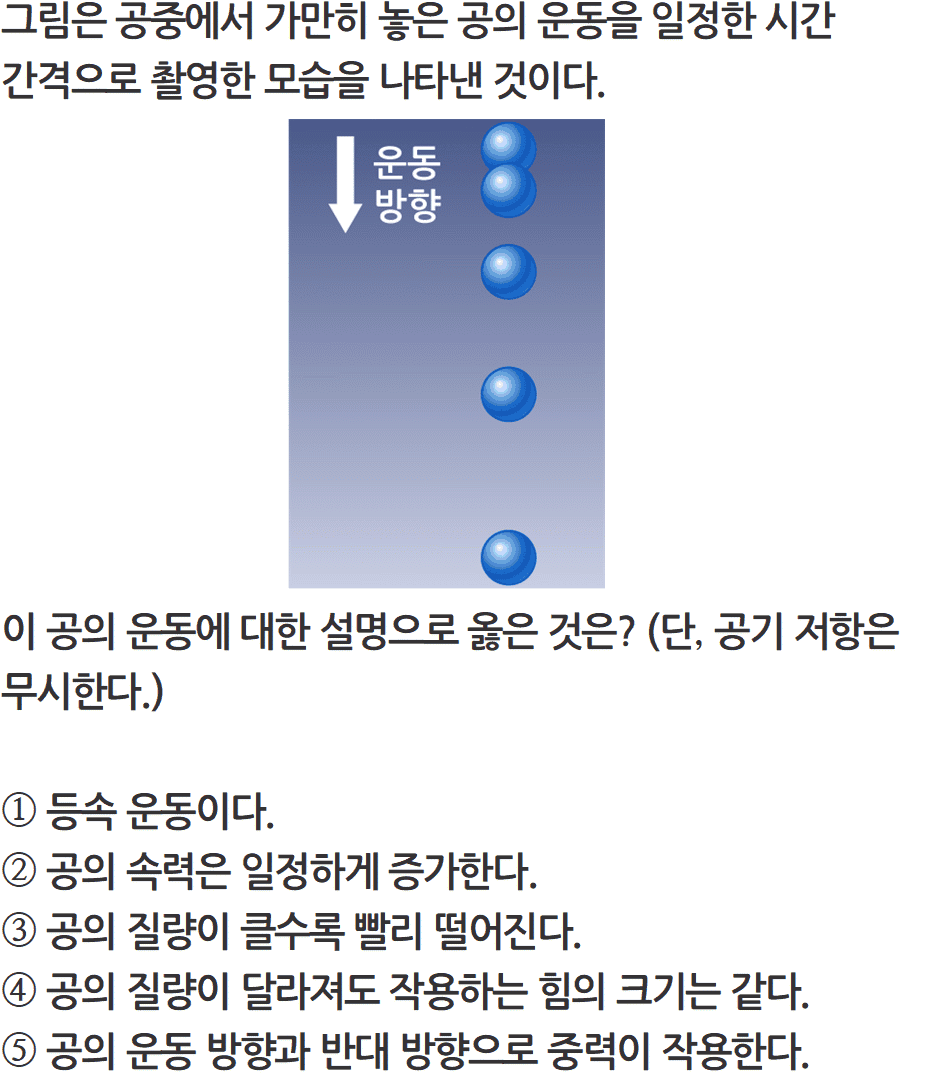 그림은 공중에서 가만히 놓은 공의 운동을 일정한 시간
간격으로 촬영한 모습을 나타낸 것이다.
운동
방향
이 공의 운동에 대한 설명으로 옳은 것은? (단, 공기 저항은
무시한다.)
① 등속 운동이다.
② 공의 속력은 일정하게 증가한다.
③ 공의 질량이 클수록 빨리 떨어진다.
④ 공의 질량이 달라져도 작용하는 힘의 크기는 같다.
⑤ 공의 운동 방향과 반대 방향으로 중력이 작용한다.